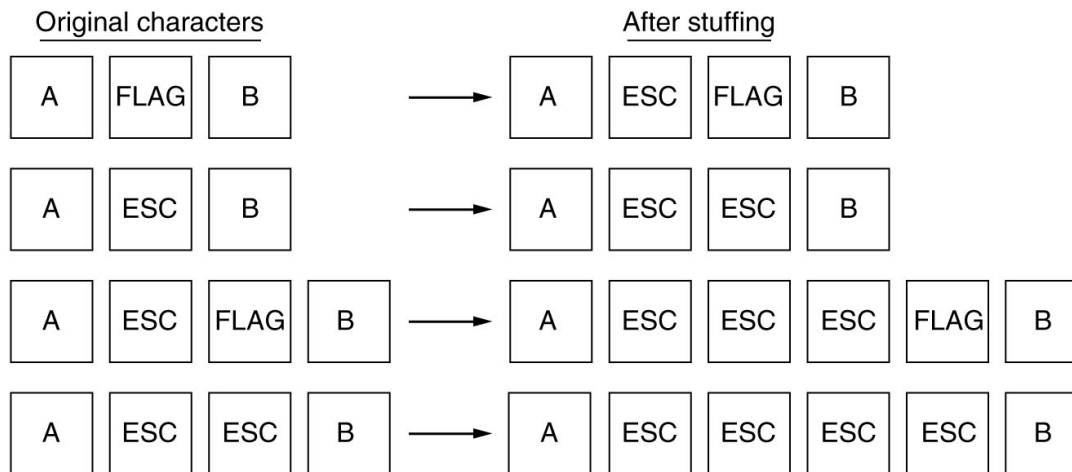 Original characters After stuffing
A FLAG B A ESC FLAG B
A ESC B A ESC ESC B
A ESC FLAG B A ESC ESC ESC FLAG B
A ESC ESC B A ESC ESC ESC ESC B